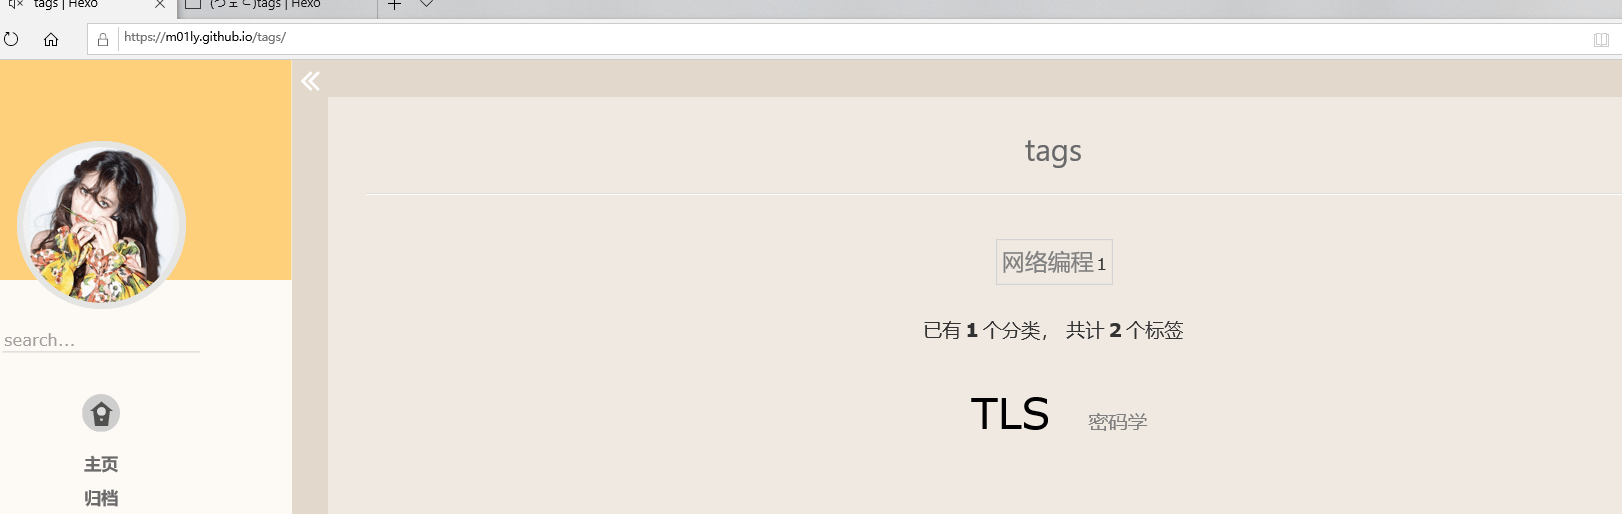 tags | Hexo
(つェ⊂)tags | Hexo
https://m01ly.github.io/tags/
tags
网络编程 1
已有 1 个分类， 共计 2 个标签
TLS 密码学
search...
主页
归档